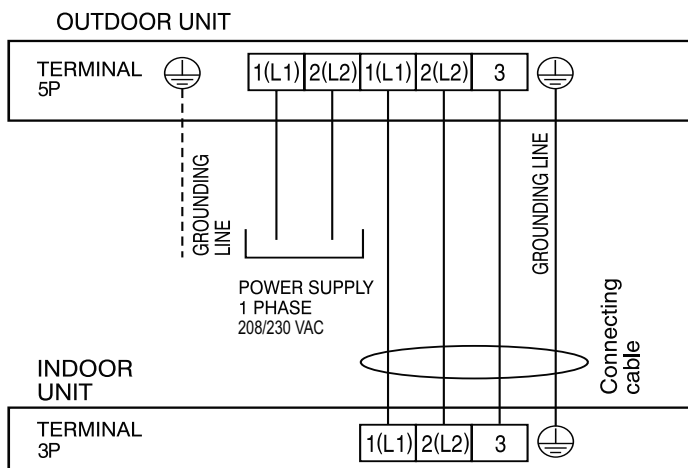 OUTDOOR UNIT
TERMINAL
5P
1(L1) 2(L2) 1(L1) 2(L2) 3
GROUNDING
LINE
GROUNDING LINE
POWER SUPPLY
1 PHASE
208/230 VAC
Connecting
cable
INDOOR
UNIT
TERMINAL
3P
1(L1) 2(L2) 3